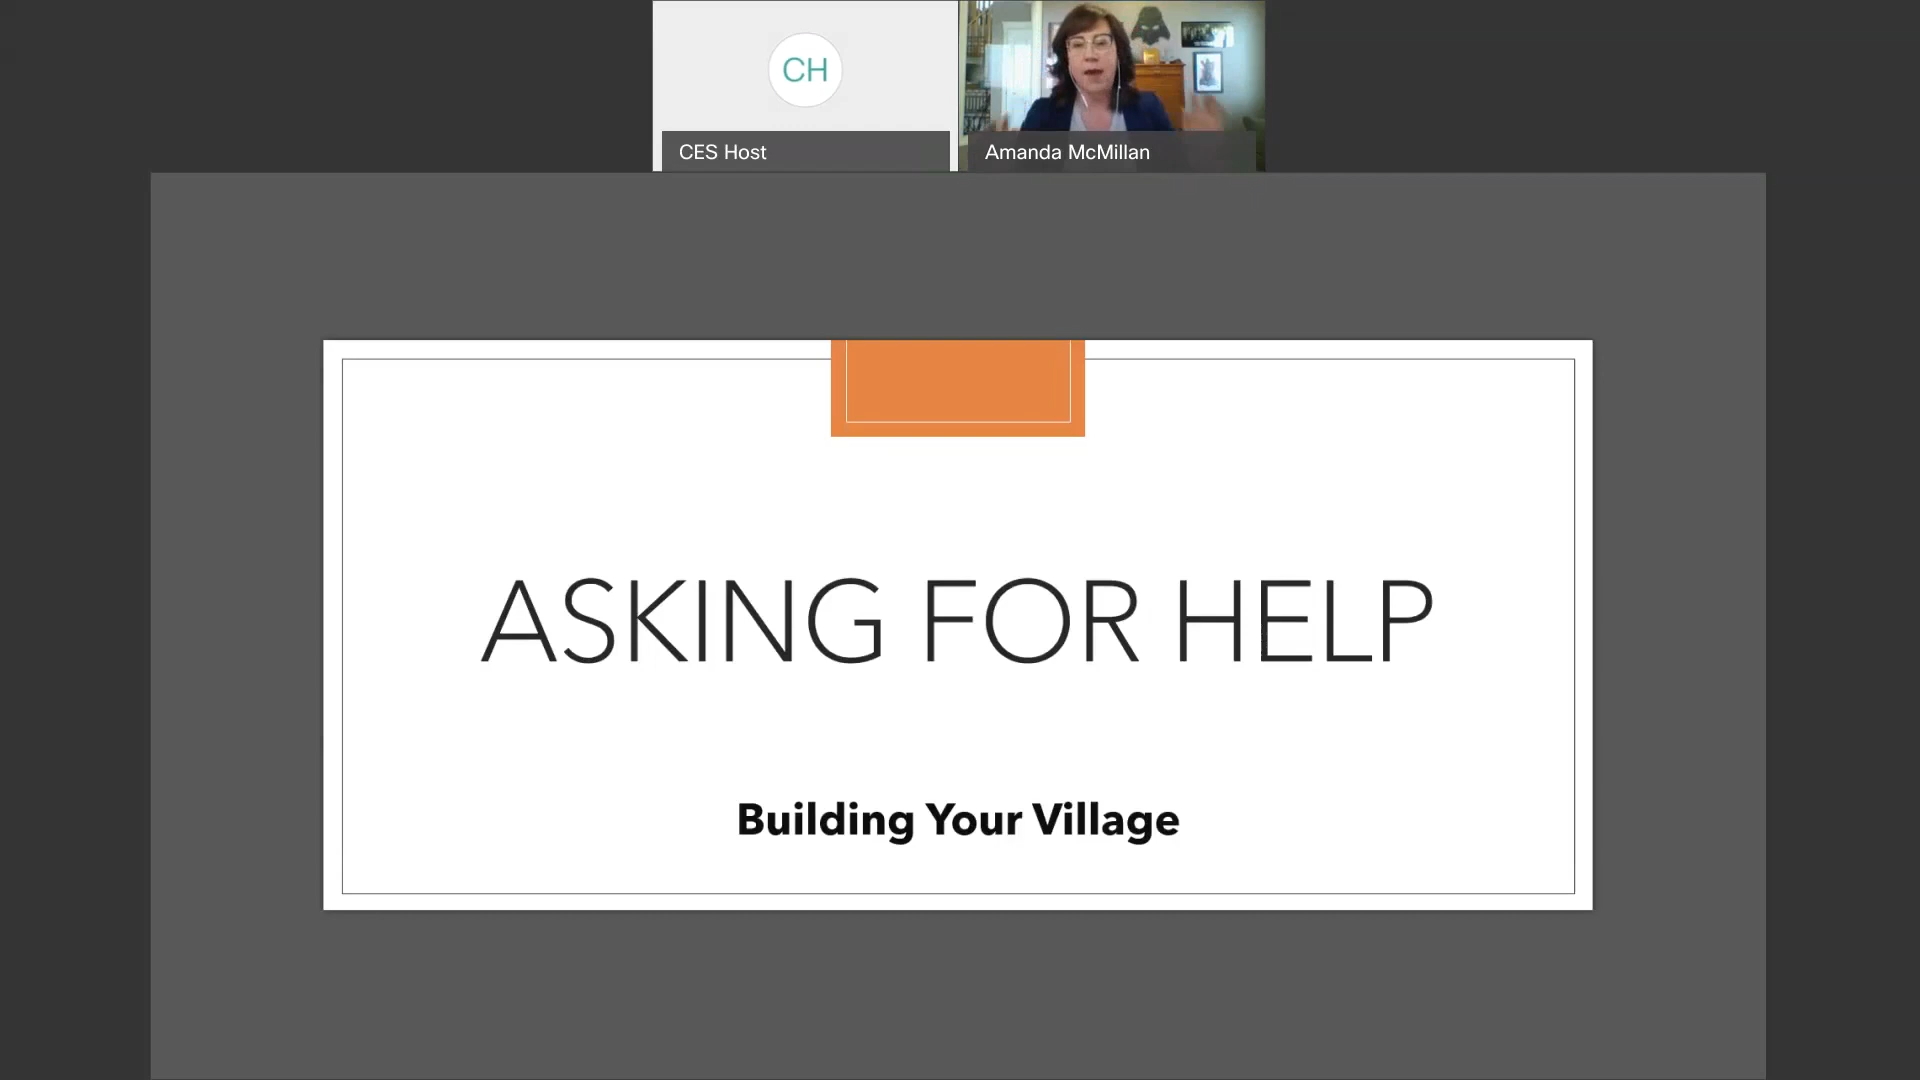 CH
CES Host
Amanda McMillan
ASKING FOR HELP
Building Your Village